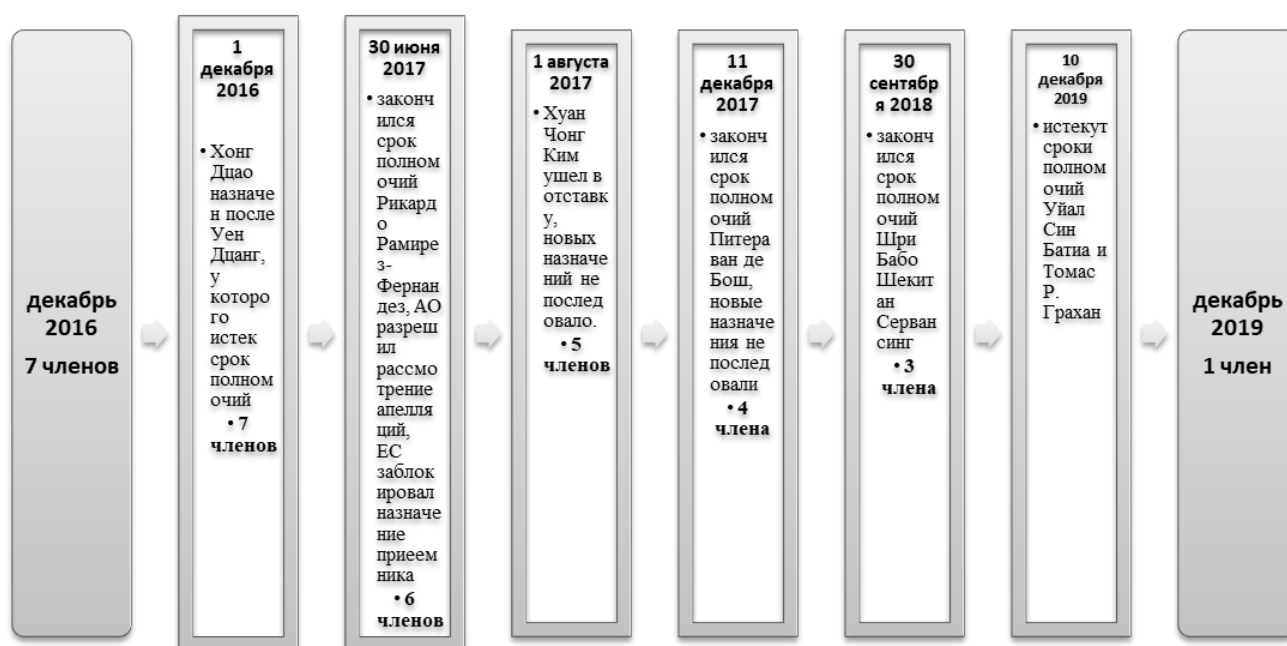 декабрь
2016
7 членов
1
декабря
2016
• Хонг
Дцао
назначе
н после
Уен
Дцанг,
у
которо
го
истек
срок
полном
очий
• 7
членов
30 июня
2017
• законч
ился
срок
полном
очий
Рикард
о
Рамире
з-
Фернан
дез, АО
разреш
ил
рассмо
трение
апелля
ций,
ЕС
заблок
ировал
назначе
ние
приеем
ника
• 6
членов
1 августа
2017
• Хуан
Чонг
Ким
ушел в
отставк
у,
новых
назначе
ний не
послед
овало.
• 5
членов
11
декабря
2017
• законч
ился
срок
полном
очий
Питера
ван де
Бош,
новые
назначе
ния не
послед
овали
• 4
члена
30
сентябр
я 2018
• законч
ился
срок
полном
очий
Шри
Бабо
Шекит
ан
Серван
синг
• 3
члена
10
декабря
2019
• истекут
сроки
полном
очий
Уйал
Син
Батиа и
Томас
Р.
Грахан
декабрь
2019
1 член